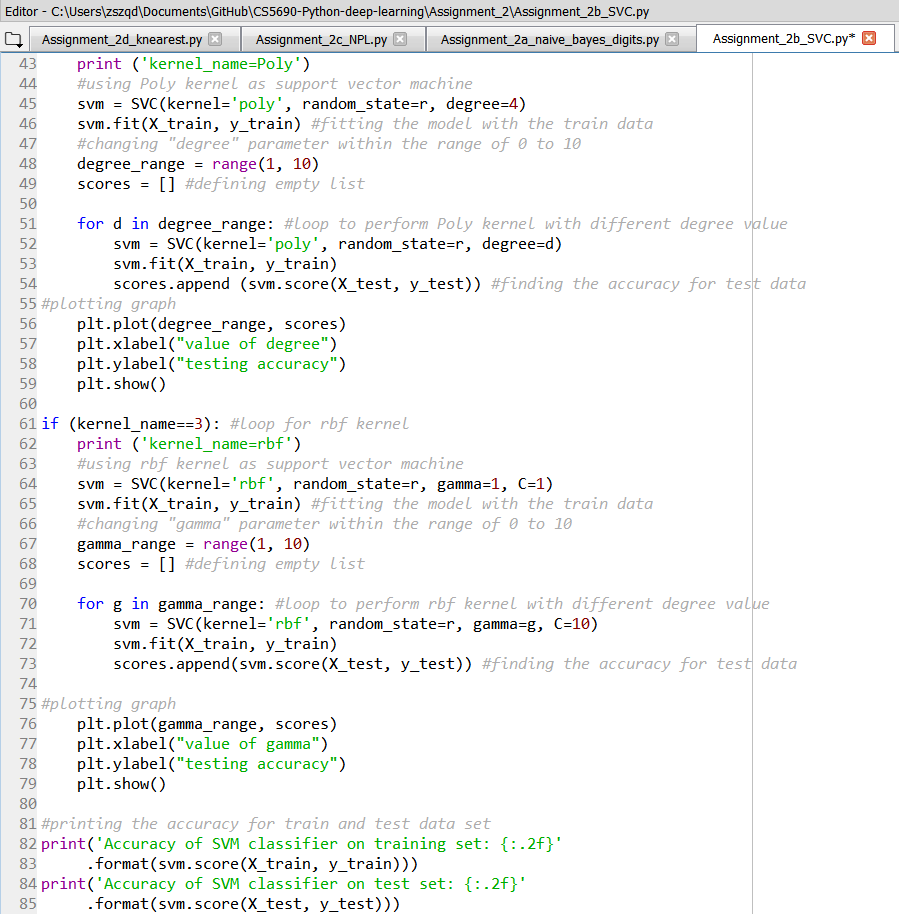 Editor - C:\Users\zszqd\Documents\GitHub\CS5690-Python-deep-learning\Assignment_2\Assignment_2b_SVC.py
Assignment_2d_knearest.py Assignment_2c_NPL.py Assignment_2a_naive_bayes_digits.py Assignment_2b_SVC.py*
43     print ('kernel_name=Poly')
44     #using Poly kernel as support vector machine
45     svm = SVC(kernel='poly', random_state=r, degree=4)
46     svm.fit(X_train, y_train) #fitting the model with the train data
47     #changing "degree" parameter within the range of 0 to 10
48     degree_range = range(1, 10)
49     scores = [] #defining empty list
50
51     for d in degree_range: #loop to perform Poly kernel with different degree value
52         svm = SVC(kernel='poly', random_state=r, degree=d)
53         svm.fit(X_train, y_train)
54         scores.append (svm.score(X_test, y_test)) #finding the accuracy for test data
55 #plotting graph
56     plt.plot(degree_range, scores)
57     plt.xlabel("value of degree")
58     plt.ylabel("testing accuracy")
59     plt.show()
60
61 if (kernel_name==3): #loop for rbf kernel
62     print ('kernel_name=rbf')
63     #using rbf kernel as support vector machine
64     svm = SVC(kernel='rbf', random_state=r, gamma=1, C=1)
65     svm.fit(X_train, y_train) #fitting the model with the train data
66     #changing "gamma" parameter within the range of 0 to 10
67     gamma_range = range(1, 10)
68     scores = [] #defining empty list
69
70     for g in gamma_range: #loop to perform rbf kernel with different degree value
71         svm = SVC(kernel='rbf', random_state=r, gamma=g, C=10)
72         svm.fit(X_train, y_train)
73         scores.append(svm.score(X_test, y_test)) #finding the accuracy for test data
74
75 #plotting graph
76     plt.plot(gamma_range, scores)
77     plt.xlabel("value of gamma")
78     plt.ylabel("testing accuracy")
79     plt.show()
80
81 #printing the accuracy for train and test data set
82 print('Accuracy of SVM classifier on training set: {:.2f}'
83      .format(svm.score(X_train, y_train)))
84 print('Accuracy of SVM classifier on test set: {:.2f}'
85      .format(svm.score(X_test, y_test)))